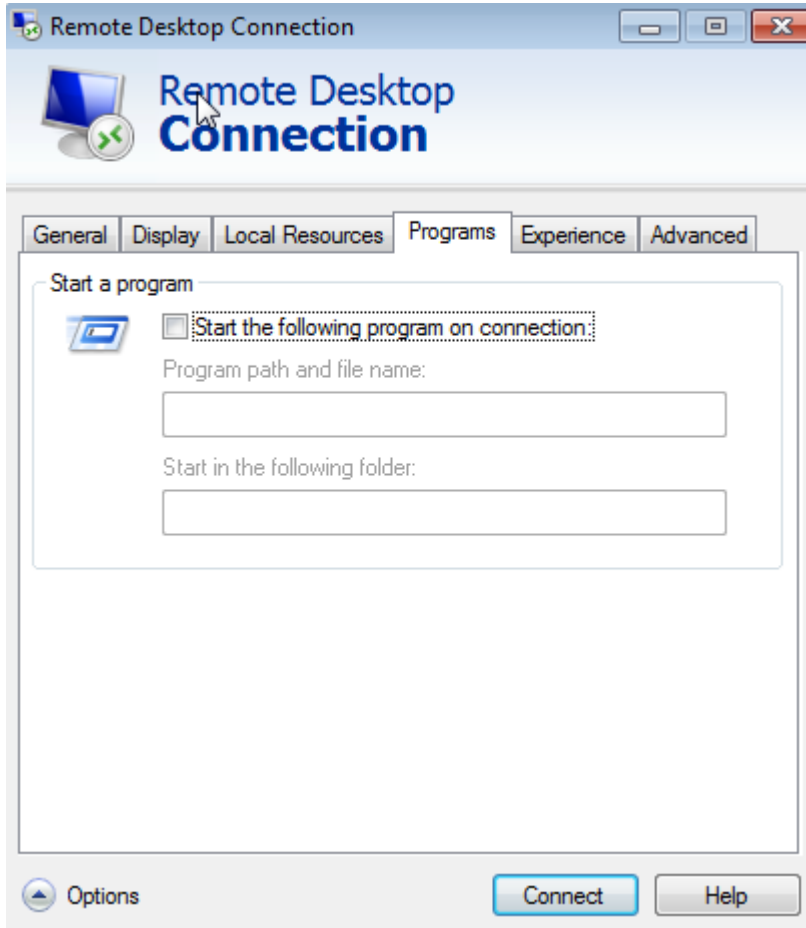 Remote Desktop Connection
Remote Desktop
Connection
General Display Local Resources Programs Experience Advanced
Start a program
Start the following program on connection:
Program path and file name:
Start in the following folder:
Options Connect Help